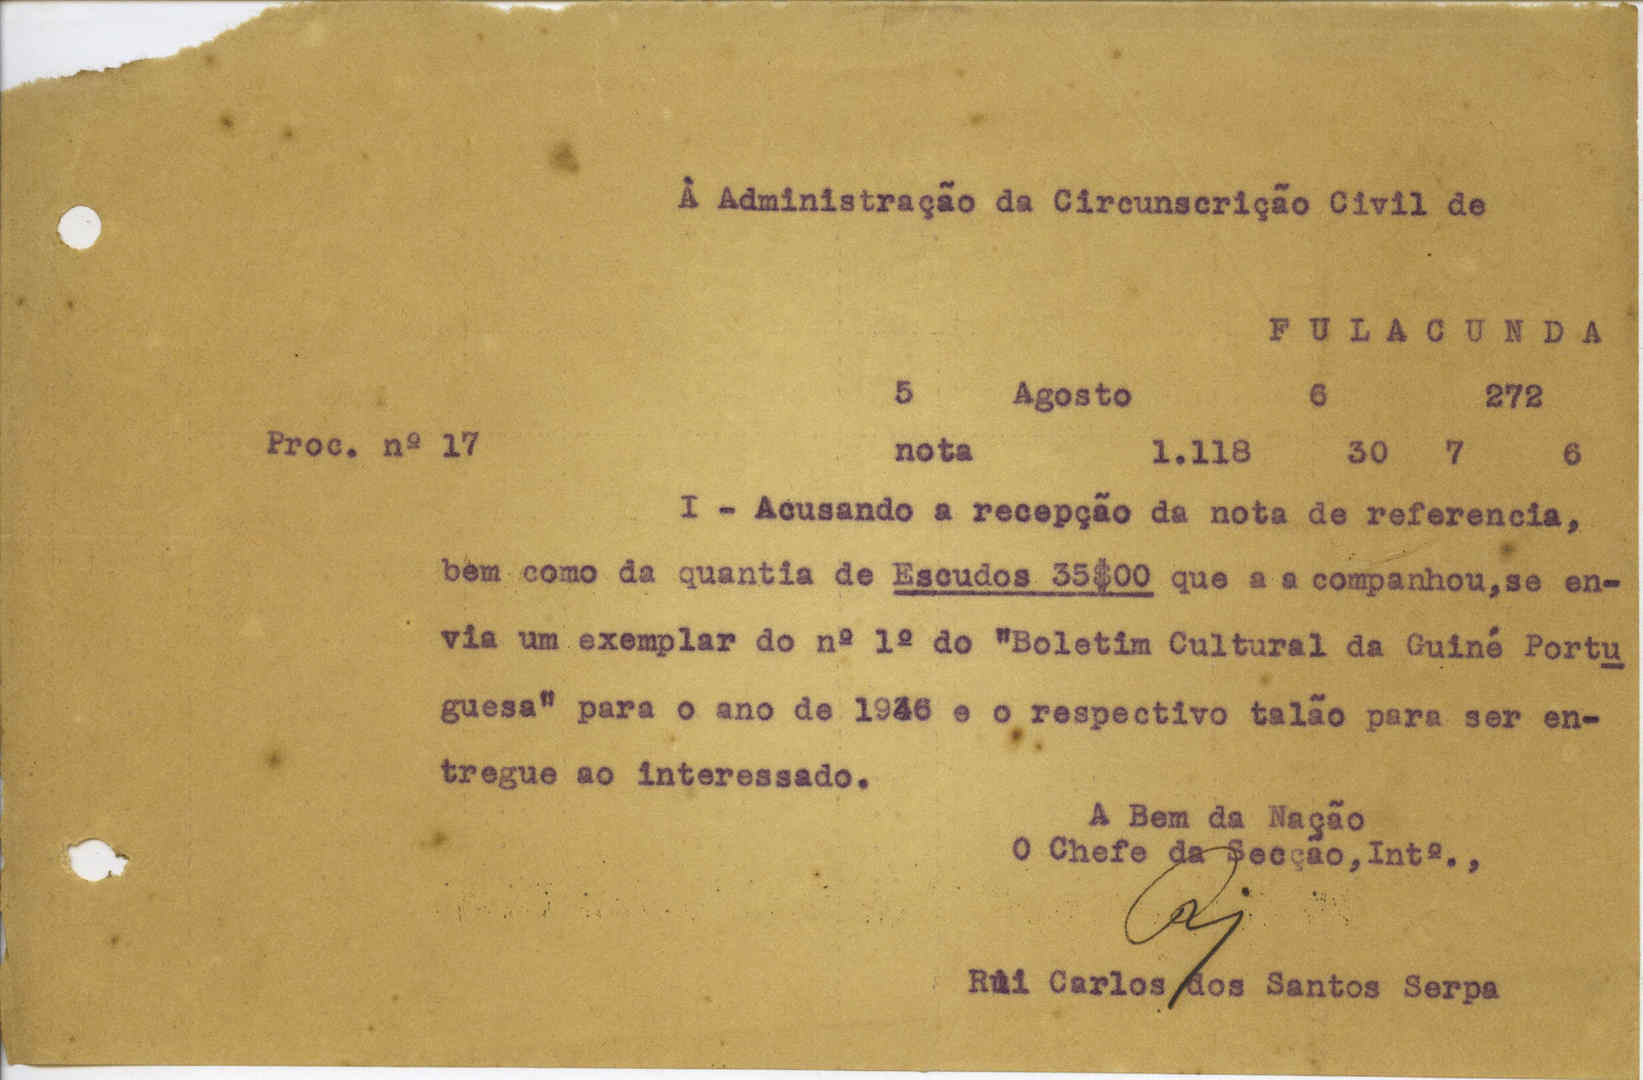 À Administração da Circunscrição Civil de
F U L A C U N D A
5 Agosto 6 272
Proc. nº 17 nota 1.118 30 7 6
I - Acusando a recepção da nota de referencia,
bem como da quantia de Escudos 35$00 que a a companhou,se en-
via um exemplar do nº 1º do "Boletim Cultural da Guiné Portu
guesa" para o ano de 1946 e o respectivo talão para ser en-
tregue ao interessado.
A Bem da Nação
O Chefe da Secção,Intº.,
Rui Carlos dos Santos Serpa